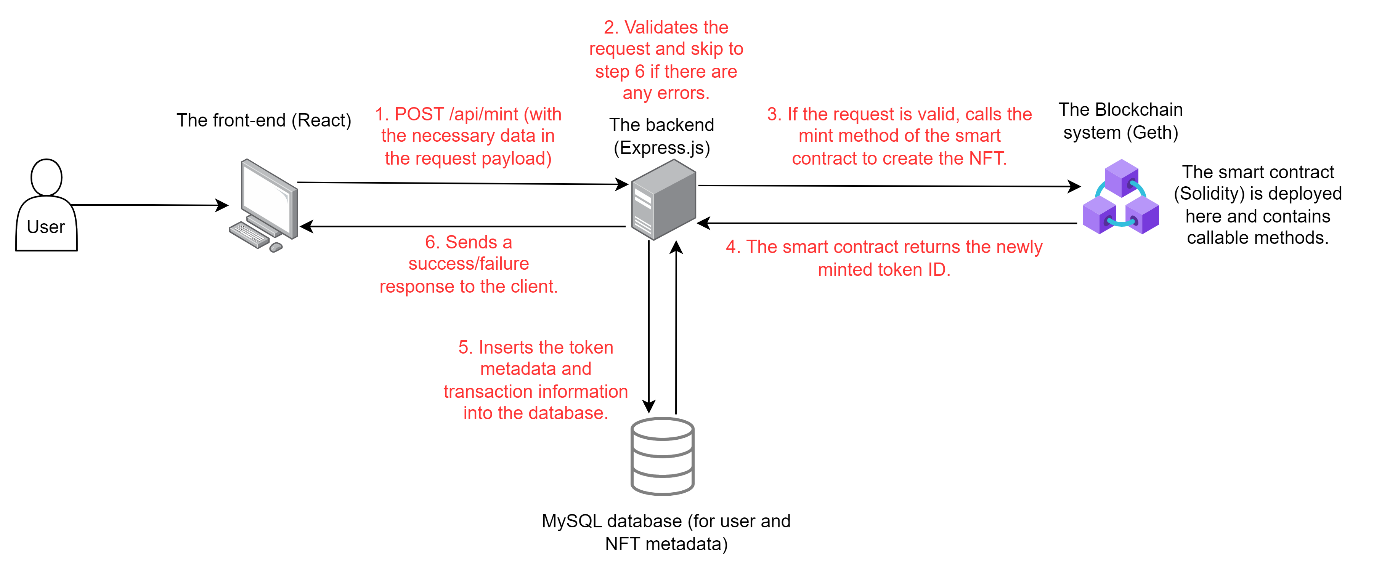 2. Validates the
request and skip to
step 6 if there are
any errors.
The front-end (React)
1. POST /api/mint (with
the necessary data in
the request payload)
The backend
(Express.js)
3. If the request is valid, calls the
mint method of the smart
contract to create the NFT.
The Blockchain
system (Geth)
The smart contract
(Solidity) is deployed
here and contains
callable methods.
User
6. Sends a
success/failure
response to the client.
4. The smart contract returns the newly
minted token ID.
5. Inserts the token
metadata and
transaction information
into the database.
MySQL database (for user and
NFT metadata)